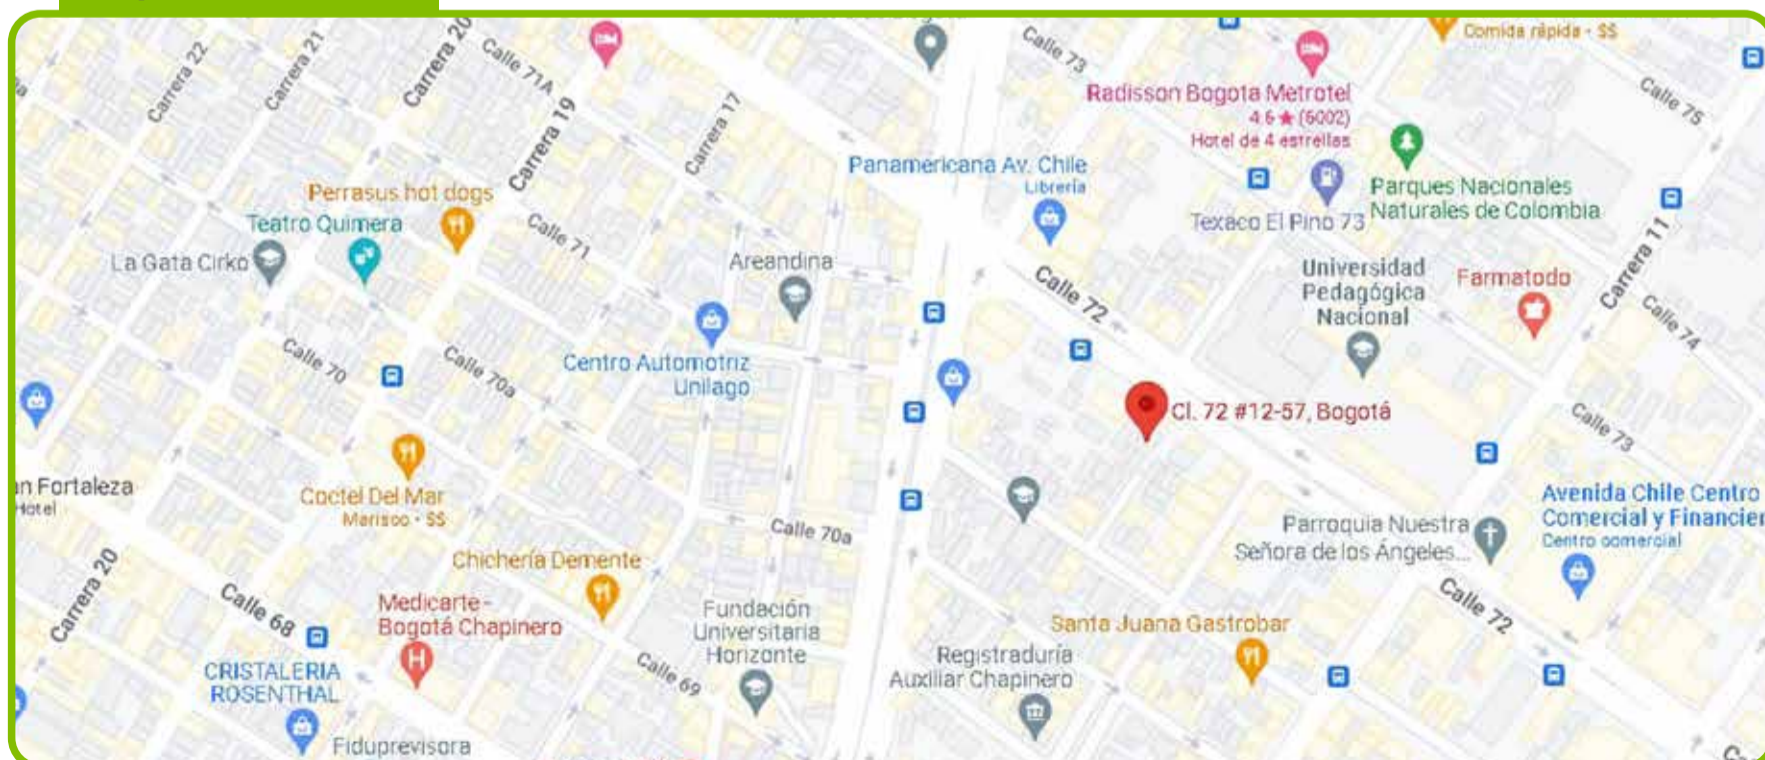 Carrera 22
Carrera 21
Carrera 20
Calle 71A
Carrera 19
Carrera 17
Calle 73
Comida rápida - $$
Calle 75
Radisson Bogota Metrotel
4.6★(6002)
Hotel de 4 estrellas
Panamericana Av. Chile
Librería
Parques Nacionales
Naturales de Colombia
Texaco El Pino 73
Perrasus hot dogs
Teatro Quimera
La Gata Cirko
Calle 71
Areandina
Calle 72
Universidad
Pedagógica
Nacional
Farmatodo
Carrera 11
Calle 74
Calle 70
Calle 70a
Centro Automotriz
Unilago
Cl. 72 #12-57, Bogotá
Calle 73
an Fortaleza
Hotel
Coctel Del Mar
Marisco - $$
Calle 70a
Parroquia Nuestra
Señora de los Ángeles...
Avenida Chile Centro
Comercial y Financier
Centro comercial
Carrera 20
Calle 68
Chichería Demente
Medicarte -
Bogotá Chapinero
Fundación
Universitaria
Horizonte
Calle 72
Santa Juana Gastrobar
Registraduría
Auxiliar Chapinero
Calle 69
CRISTALERIA
ROSENTHAL
Fiduprevisora
Ca